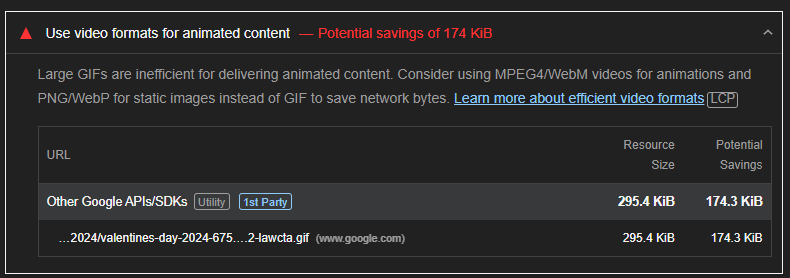 Use video formats for animated content — Potential savings of 174 KiB
Large GIFs are inefficient for delivering animated content. Consider using MPEG4/WebM videos for animations and
PNG/WebP for static images instead of GIF to save network bytes. Learn more about efficient video formats LCP
URL Resource Size Potential Savings
Other Google APIs/SDKs Utility 1st Party 295.4 KiB 174.3 KiB
…2024/valentines-day-2024-675….2-lawcta.gif (www.google.com) 295.4 KiB 174.3 KiB